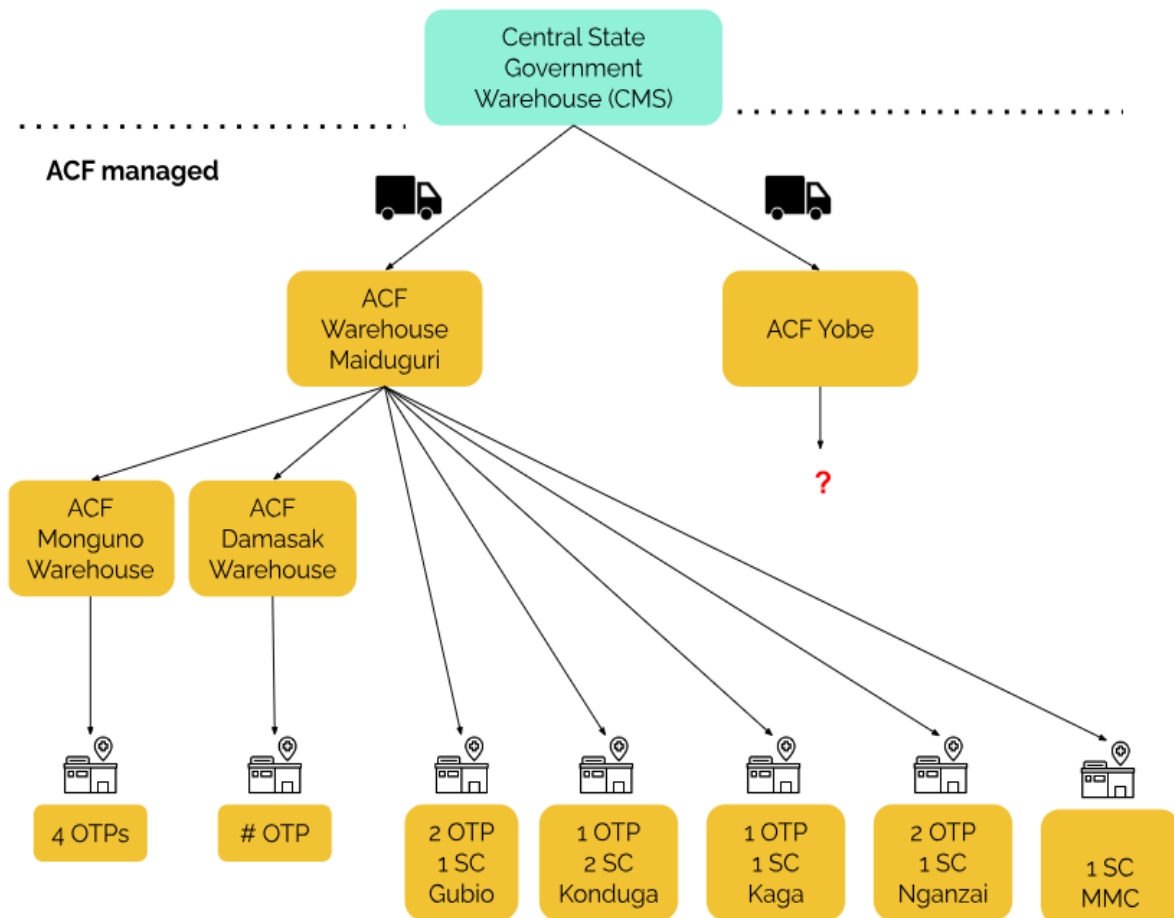 Central State
Government
Warehouse (CMS)
ACF managed
ACF
Warehouse
Maiduguri
ACF Yobe
?
ACF
Monguno
Warehouse
ACF
Damasak
Warehouse
4 OTPs
# OTP
2 OTP
1 SC
Gubio
1 OTP
2 SC
Konduga
1 OTP
1 SC
Kaga
2 OTP
1 SC
Nganzai
1 SC
MMC